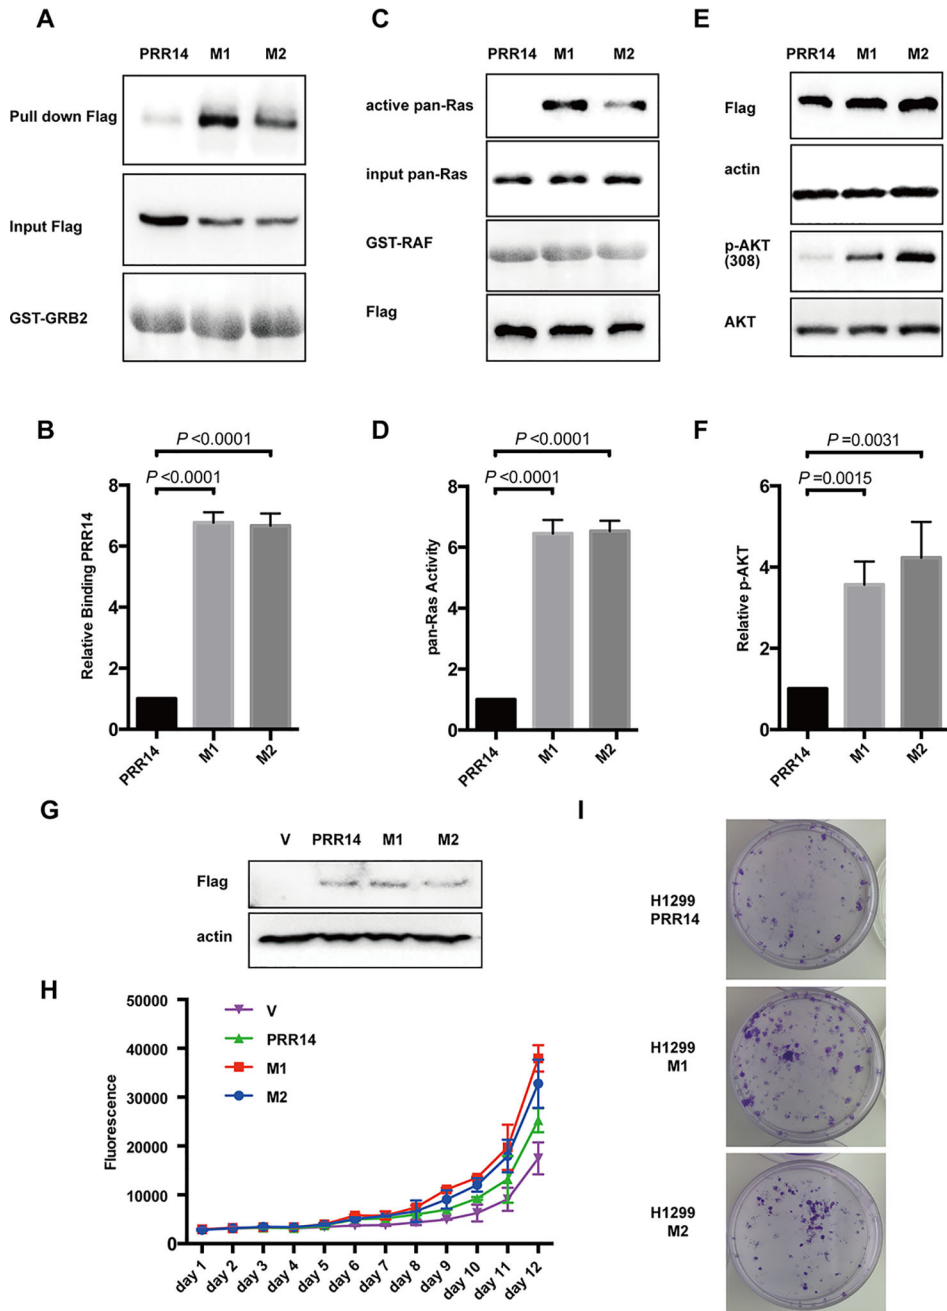 A
PRR14 M1 M2
Pull down Flag
Input Flag
GST-GRB2
C
PRR14 M1 M2
active pan-Ras
input pan-Ras
GST-RAF
Flag
E
PRR14 M1 M2
Flag
actin
p-AKT
(308)
AKT
B
P <0.0001
P <0.0001
Relative Binding PRR14
8
6
4
2
0
PRR14 M1 M2
D
P <0.0001
P <0.0001
pan-Ras Activity
8
6
4
2
0
PRR14 M1 M2
F
P =0.0031
P =0.0015
Relative p-AKT
6
4
2
0
PRR14 M1 M2
G
V PRR14 M1 M2
Flag
actin
H
Fluorescence
50000
40000
30000
20000
10000
0
V
PRR14
M1
M2
day 1 day 2 day 3 day 4 day 5 day 6 day 7 day 8 day 9 day 10 day 11 day 12
I
H1299
PRR14
H1299
M1
H1299
M2